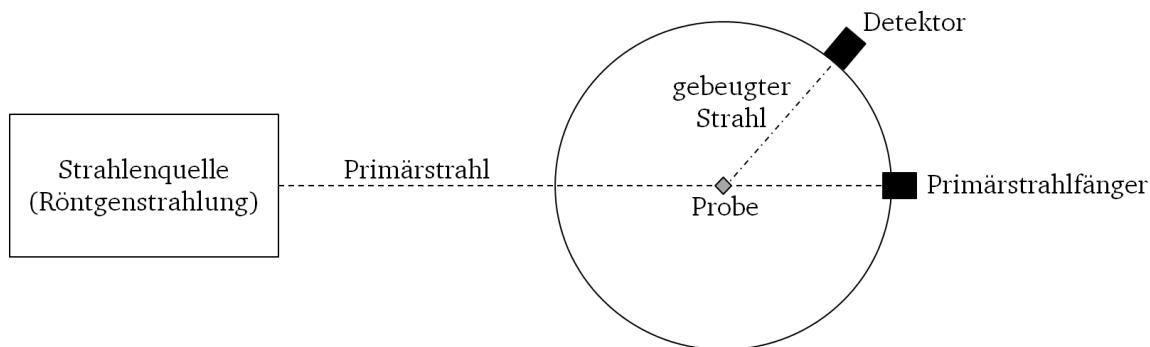 Detektor
gebeugter
Strahl
Strahlenquelle
(Röntgenstrahlung)
Primärstrahl
Probe
Primärstrahlfänger